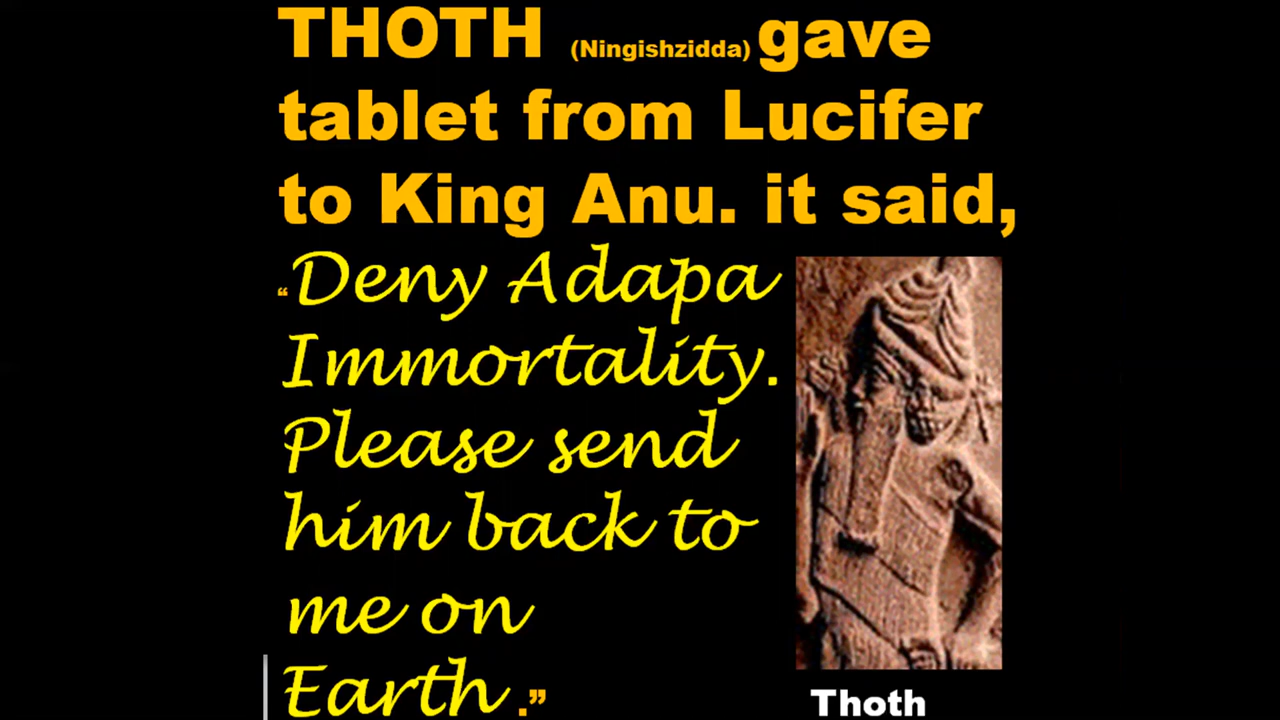 THOTH (Ningishzidda) gave
tablet from Lucifer
to King Anu. it said,
“Deny Adapa
Immortality.
Please send
him back to
me on
Earth .”
Thoth